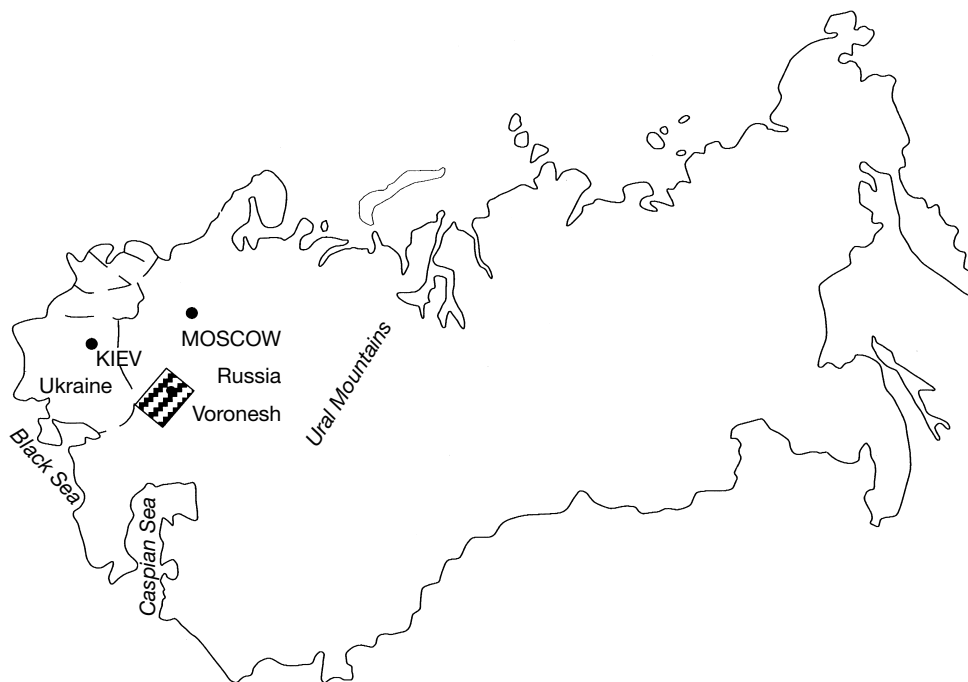 MOSCOW
KIEV
Ukraine
Russia
Voronesh
Ural Mountains
Black Sea
Caspian Sea